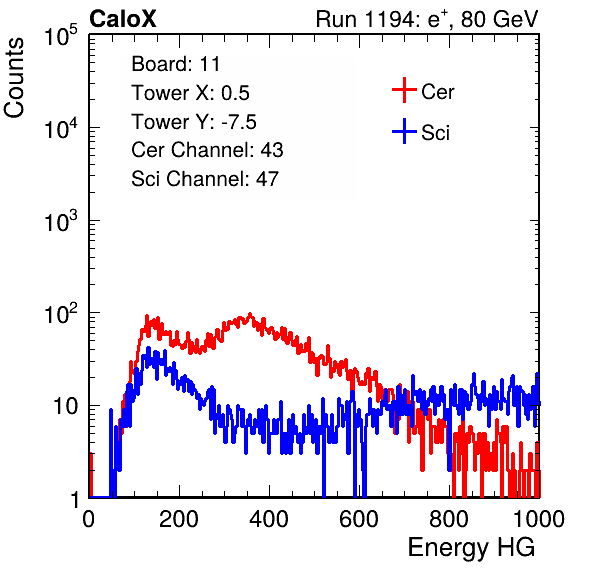 CaloX Run 1194: e⁺, 80 GeV
Counts
Board: 11
Tower X: 0.5
Tower Y: -7.5
Cer Channel: 43
Sci Channel: 47
Cer
Sci
10⁵
10⁴
10³
10²
10
1
0 200 400 600 800 1000
Energy HG